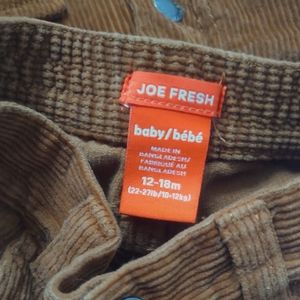 JOE FRESH
baby/bébé
MADE IN
BANGLADESH/
FABRIQUÉ AU
BANGLADESH
12-18m
(22-27lb/10-12kg)